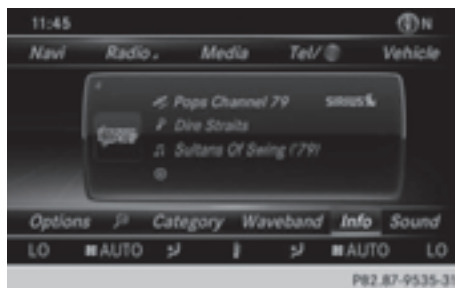 11:45 N
Navi Radio Media Tel/ Vehicle
Pops Channel 79 SIRIUS
Dire Straits
Sultans Of Swing ('79)
Options Category Waveband Info Sound
LO AUTO AUTO LO
P82.87-9535-31